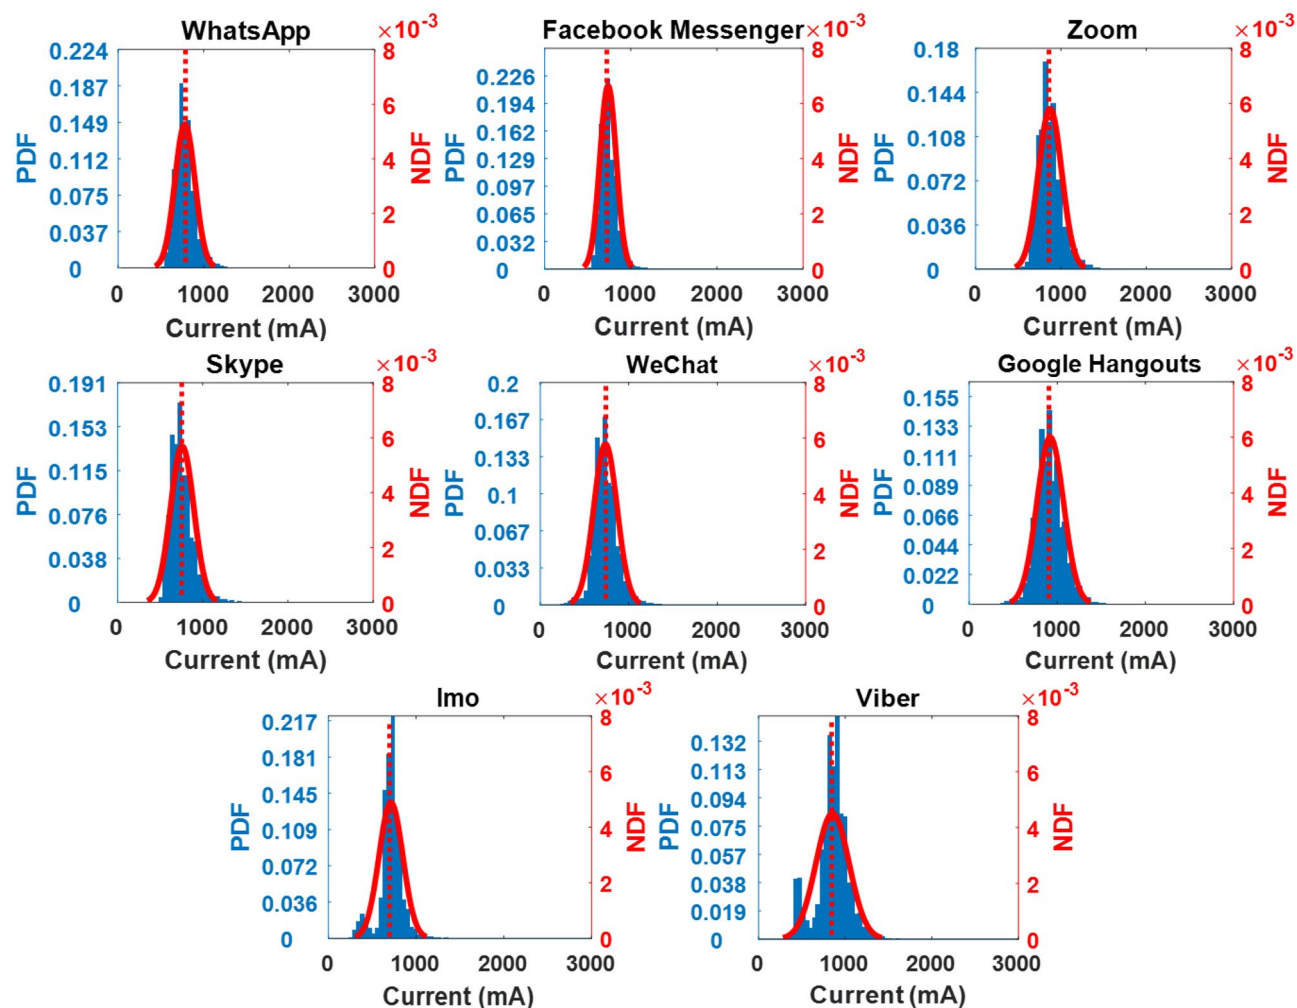 WhatsApp
×10⁻³
0.224
0.187
0.149
0.112
0.075
0.037
0
PDF
8
6
4
2
0
NDF
0 1000 2000 3000
Current (mA)
Facebook Messenger
×10⁻³
0.226
0.194
0.162
0.129
0.097
0.065
0.032
0
PDF
8
6
4
2
0
NDF
0 1000 2000 3000
Current (mA)
Zoom
×10⁻³
0.18
0.144
0.108
0.072
0.036
0
PDF
8
6
4
2
0
NDF
0 1000 2000 3000
Current (mA)
Skype
×10⁻³
0.191
0.153
0.115
0.076
0.038
0
PDF
8
6
4
2
0
NDF
0 1000 2000 3000
Current (mA)
WeChat
×10⁻³
0.2
0.167
0.133
0.1
0.067
0.033
0
PDF
8
6
4
2
0
NDF
0 1000 2000 3000
Current (mA)
Google Hangouts
×10⁻³
0.155
0.133
0.111
0.089
0.066
0.044
0.022
0
PDF
8
6
4
2
0
NDF
0 1000 2000 3000
Current (mA)
Imo
×10⁻³
0.217
0.181
0.145
0.109
0.072
0.036
0
PDF
8
6
4
2
0
NDF
0 1000 2000 3000
Current (mA)
Viber
×10⁻³
0.132
0.113
0.094
0.075
0.057
0.038
0.019
0
PDF
8
6
4
2
0
NDF
0 1000 2000 3000
Current (mA)